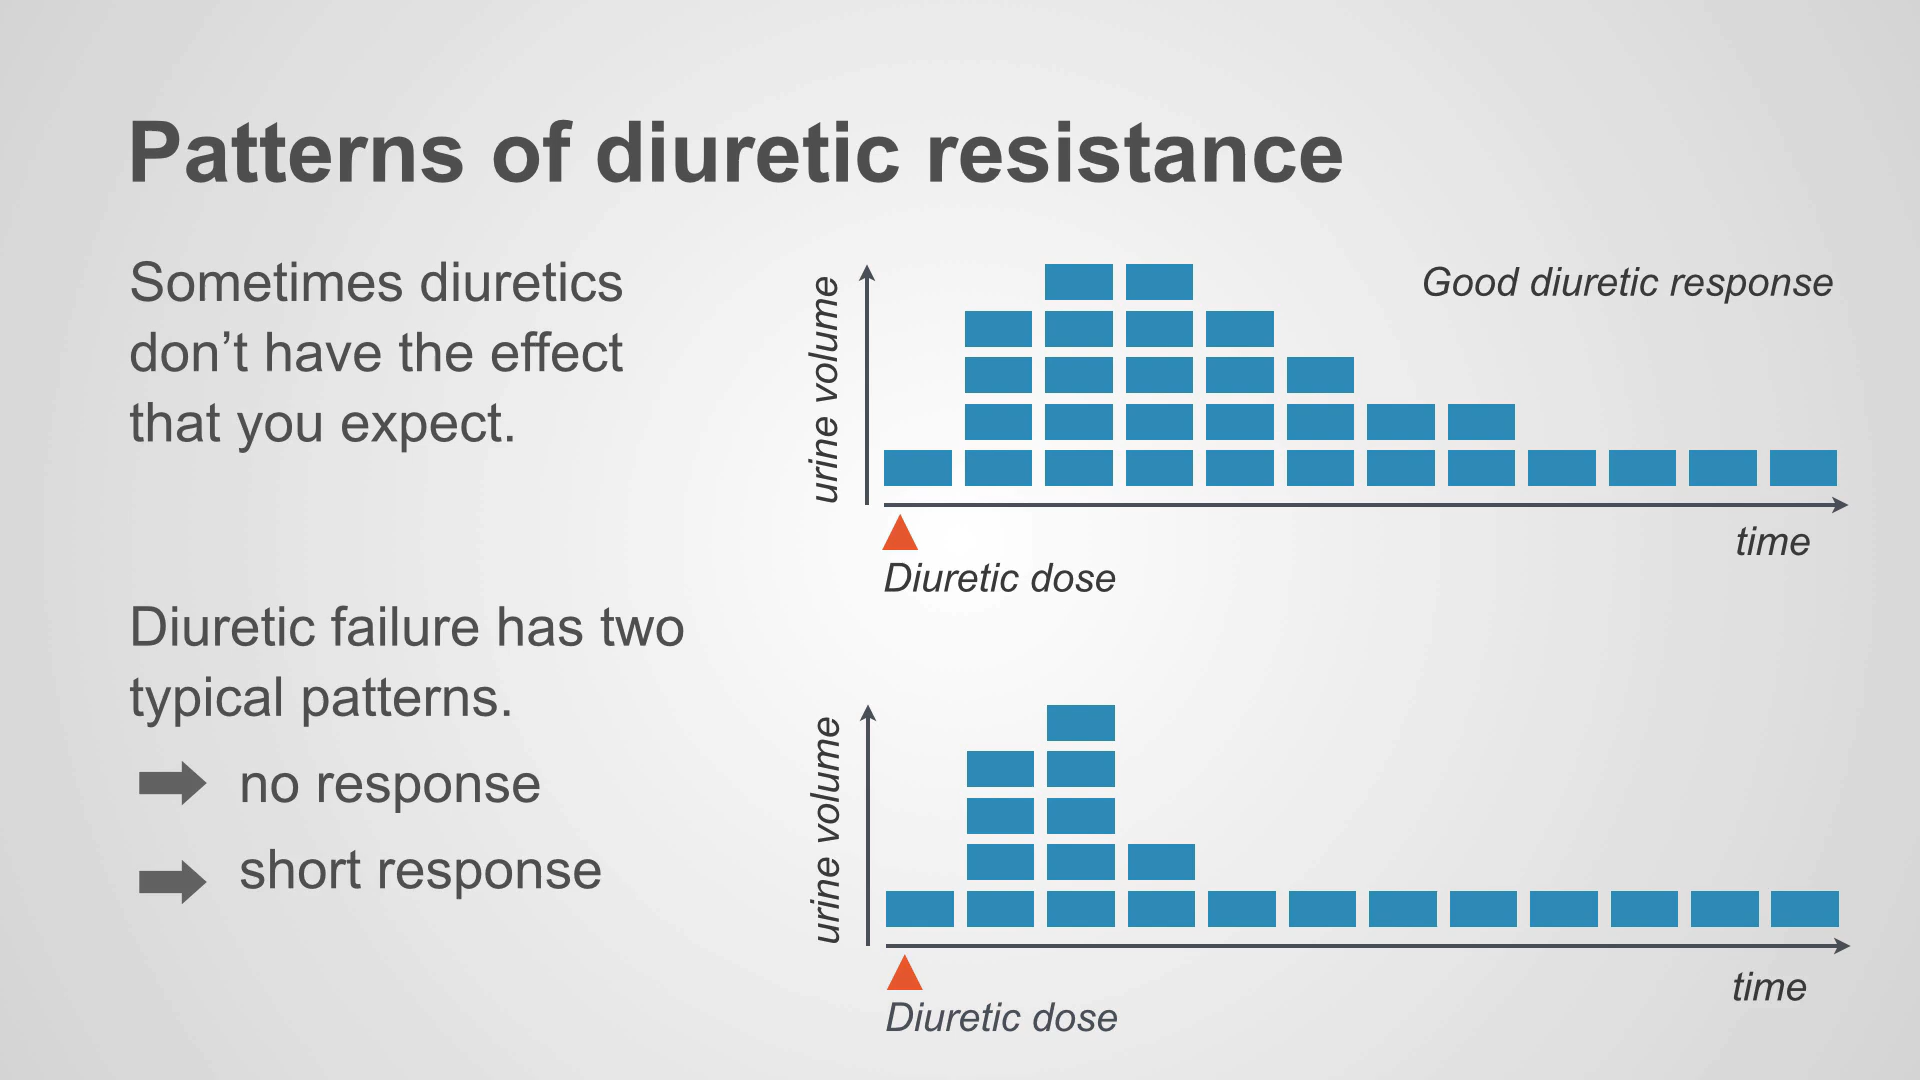 Patterns of diuretic resistance
Sometimes diuretics
don’t have the effect
that you expect.
Diuretic failure has two
typical patterns.
no response
short response
urine volume
Good diuretic response
time
Diuretic dose
urine volume
time
Diuretic dose